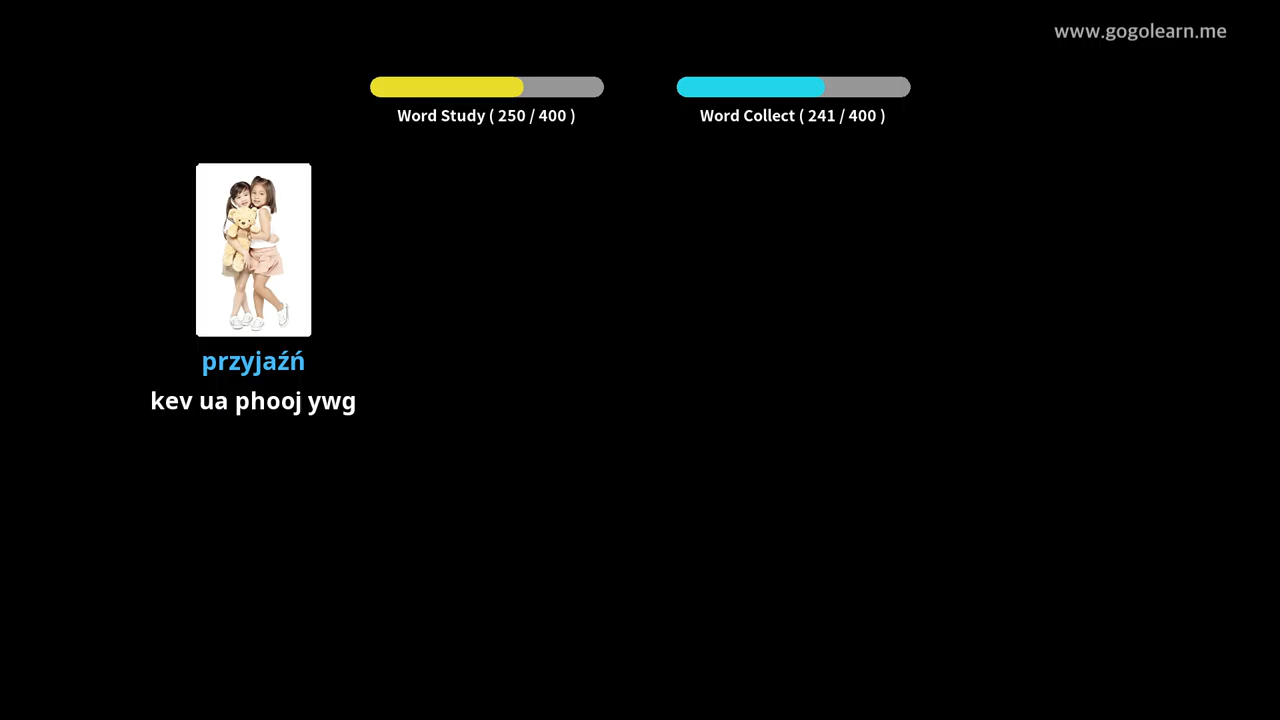 www.gogolearn.me
Word Study ( 250 / 400 )
Word Collect ( 241 / 400 )
przyjaźń
kev ua phooj ywg